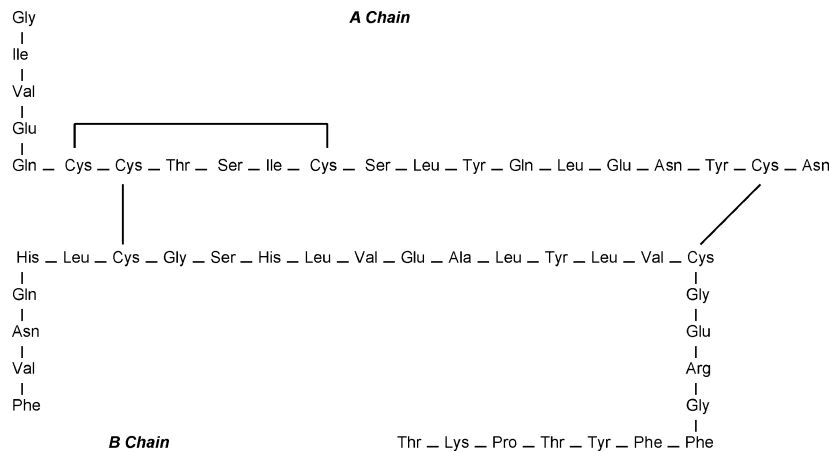 Gly
A Chain
Ile
Val
Glu
Gln Cys Cys Thr Ser Ile Cys Ser Leu Tyr Gln Leu Glu Asn Tyr Cys Asn
His Leu Cys Gly Ser His Leu Val Glu Ala Leu Tyr Leu Val Cys
Gln
Asn
Val
Phe
Gly
Glu
Arg
Gly
B Chain
Thr Lys Pro Thr Tyr Phe Phe